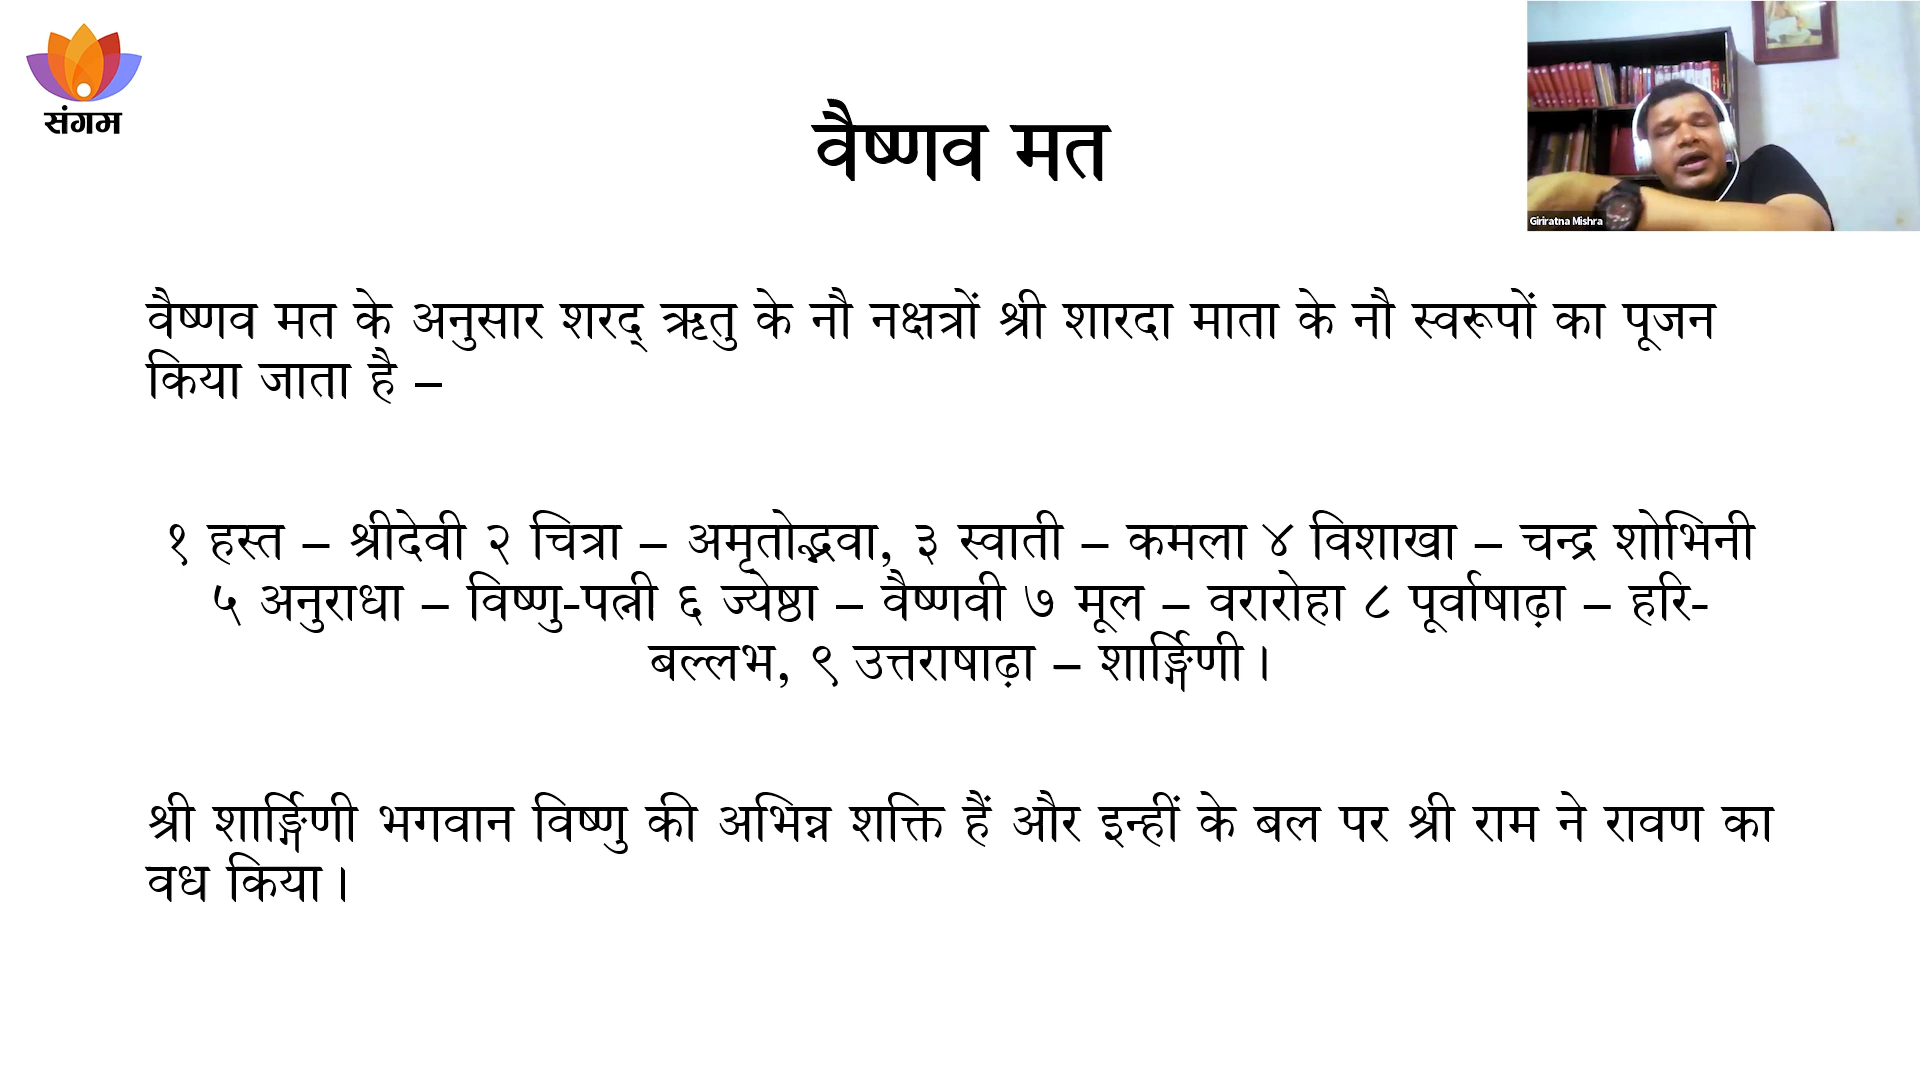 संगम
वैष्णव मत
Giriratna Mishra
वैष्णव मत के अनुसार शरद् ऋतु के नौ नक्षत्रों श्री शारदा माता के नौ स्वरूपों का पूजन
किया जाता है –
१ हस्त – श्रीदेवी २ चित्रा – अमृतोद्भवा, ३ स्वाती – कमला ४ विशाखा – चन्द्र शोभिनी
५ अनुराधा – विष्णु-पत्नी ६ ज्येष्ठा – वैष्णवी ७ मूल – वरारोहा ८ पूर्वाषाढ़ा – हरि-
बल्लभ, ९ उत्तराषाढ़ा – शार्ङ्गिणी।
श्री शार्ङ्गिणी भगवान विष्णु की अभिन्न शक्ति हैं और इन्हीं के बल पर श्री राम ने रावण का
वध किया।